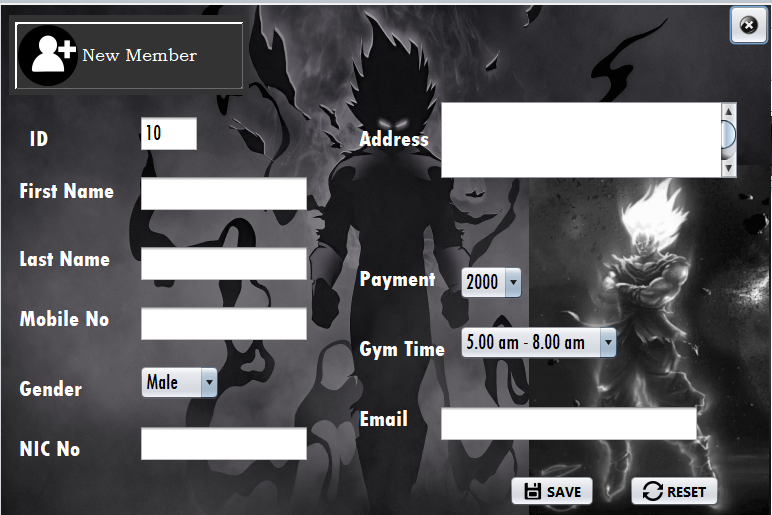 New Member
ID 10
Address
First Name
Last Name
Payment 2000
Mobile No
Gym Time 5.00 am - 8.00 am
Gender Male
Email
NIC No
SAVE RESET